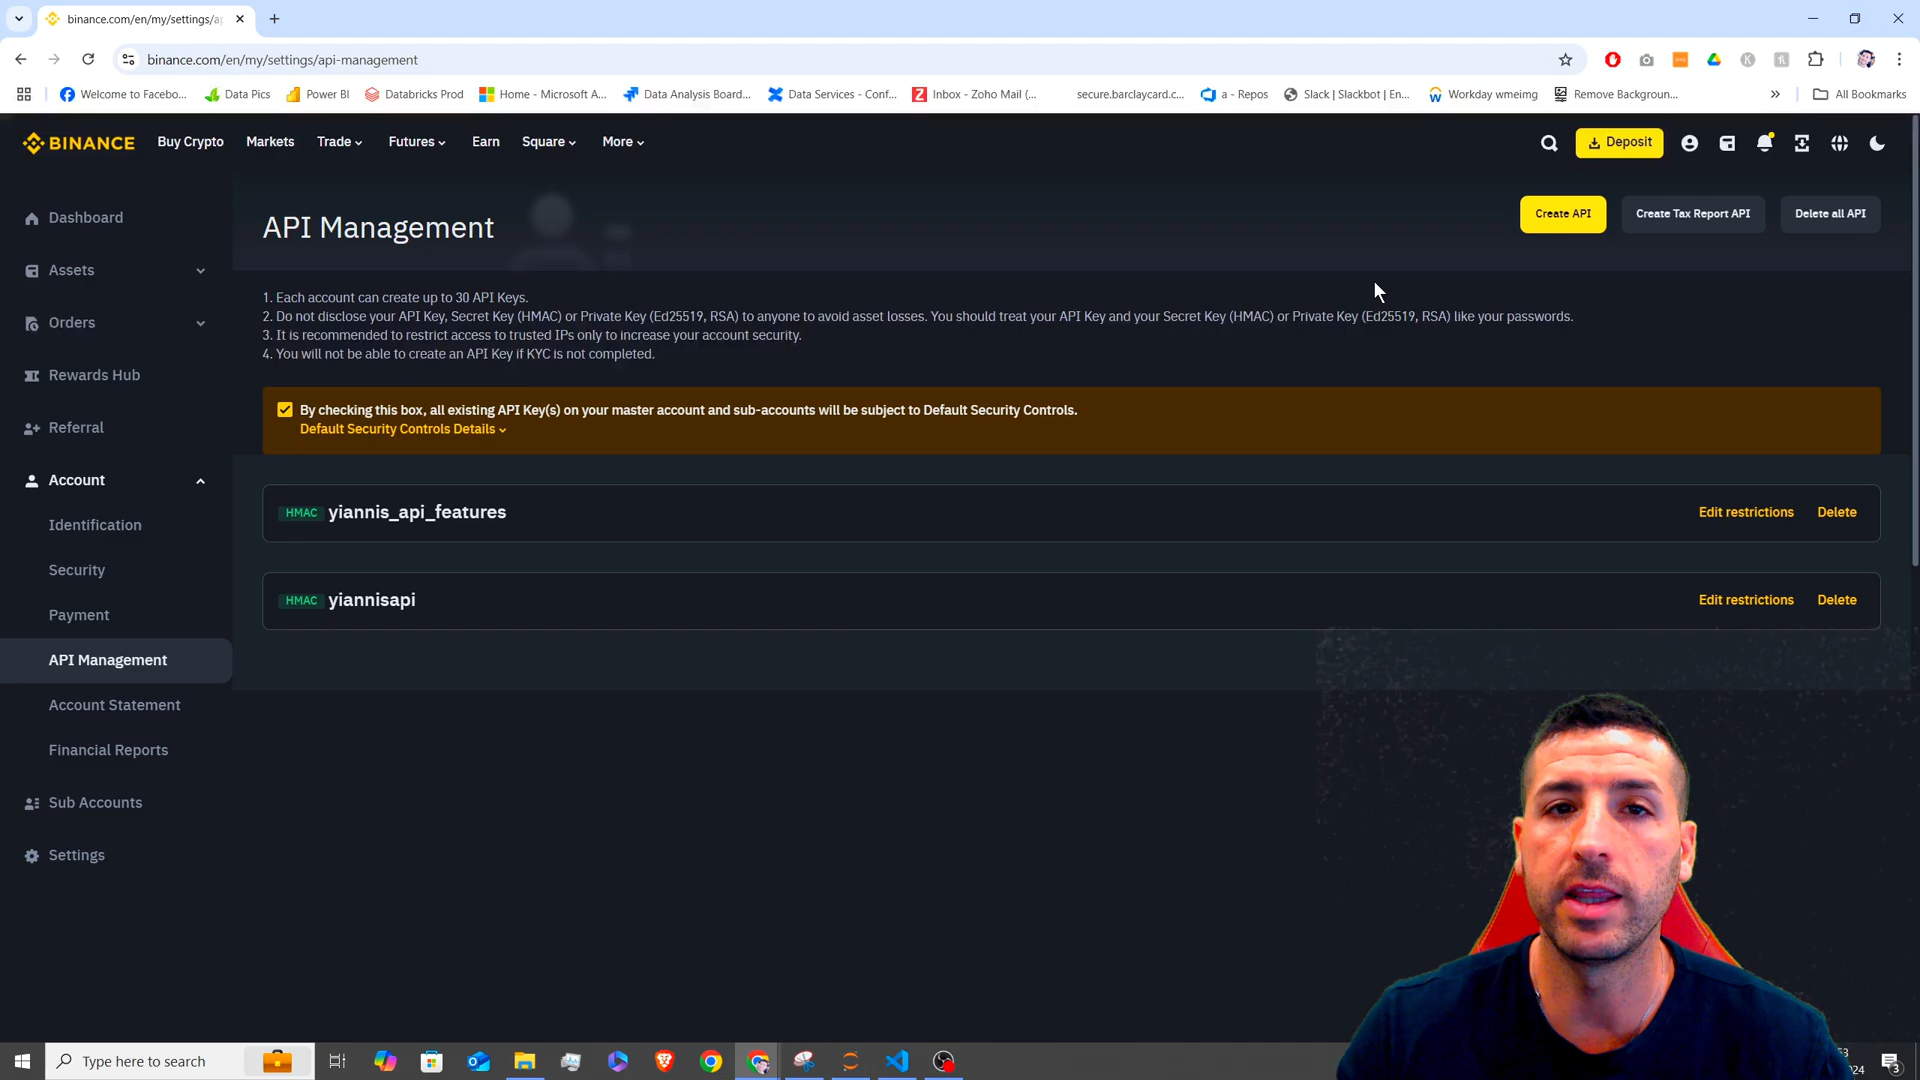 binance.com/en/my/settings/ap
binance.com/en/my/settings/api-management
Welcome to Facebo...
Data Pics
Power BI
Databricks Prod
Home - Microsoft A...
Data Analysis Board...
Data Services - Conf...
Inbox - Zoho Mail (...
secure.barclaycard.c...
a - Repos
Slack | Slackbot | En...
Workday wmeimg
Remove Backgroun...
All Bookmarks
BINANCE
Buy Crypto
Markets
Trade
Futures
Earn
Square
More
Deposit
Dashboard
Assets
Orders
Rewards Hub
Referral
Account
Identification
Security
Payment
API Management
Account Statement
Financial Reports
Sub Accounts
Settings
API Management
Create API
Create Tax Report API
Delete all API
1. Each account can create up to 30 API Keys.
2. Do not disclose your API Key, Secret Key (HMAC) or Private Key (Ed25519, RSA) to anyone to avoid asset losses. You should treat your API Key and your Secret Key (HMAC) or Private Key (Ed25519, RSA) like your passwords.
3. It is recommended to restrict access to trusted IPs only to increase your account security.
4. You will not be able to create an API Key if KYC is not completed.
By checking this box, all existing API Key(s) on your master account and sub-accounts will be subject to Default Security Controls.
Default Security Controls Details
HMAC yiannis_api_features
Edit restrictions
Delete
HMAC yiannisapi
Edit restrictions
Delete
Type here to search
3